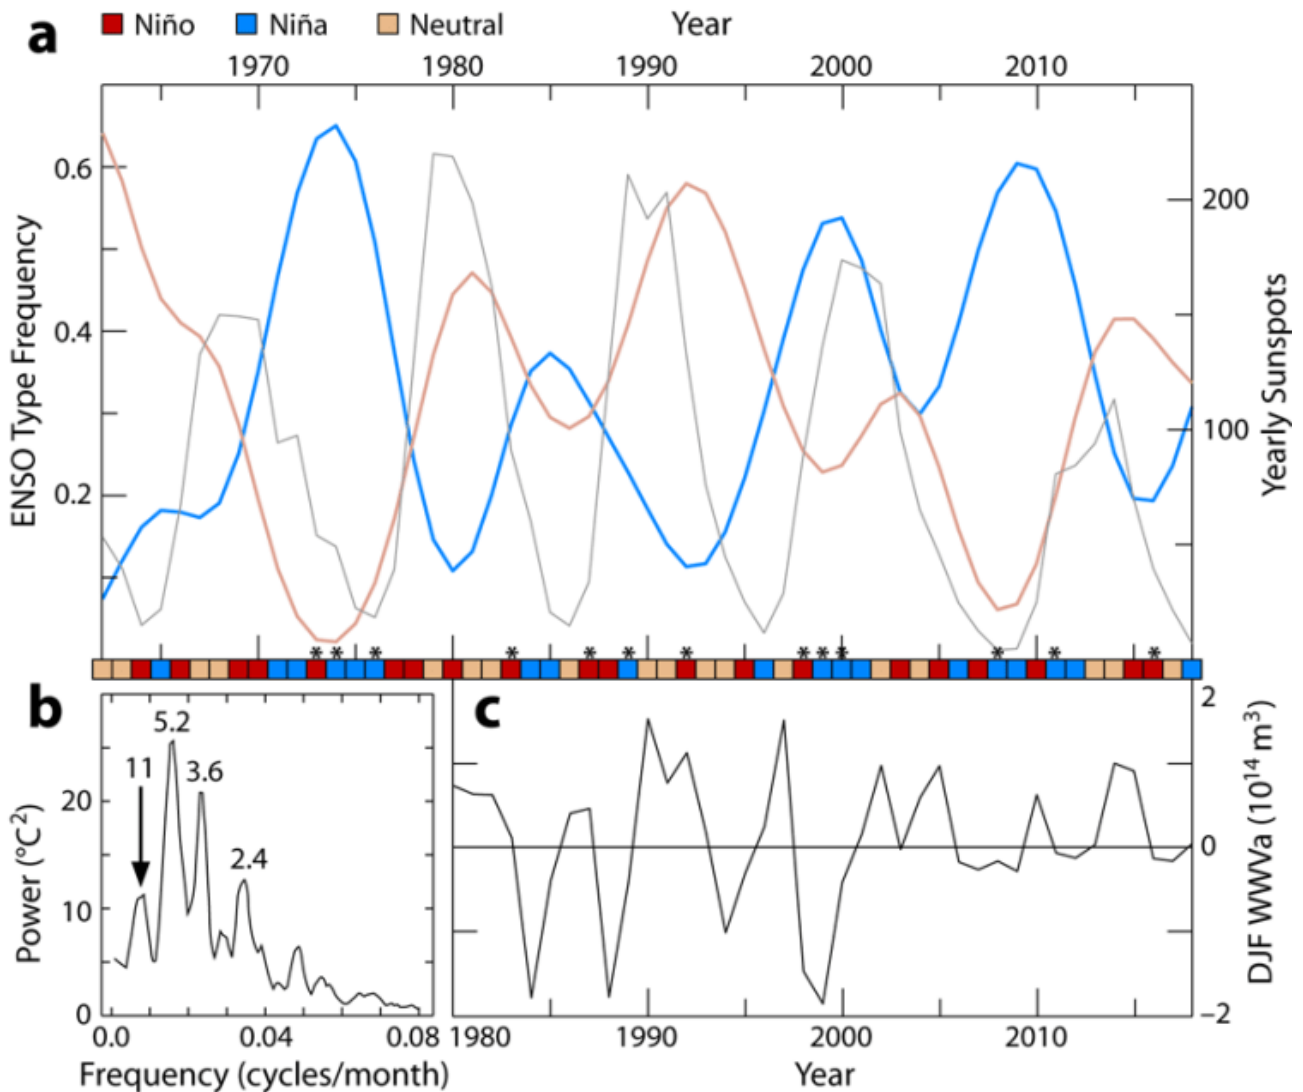 a
Niño Niña Neutral Year
1970 1980 1990 2000 2010
ENSO Type Frequency
0.6
0.4
0.2
Yearly Sunspots
200
100
* * * * * * * * * * * * *
b
5.2
11
3.6
2.4
Power (°C²)
20
10
0
0.0 0.04 0.08
Frequency (cycles/month)
c
2
0
−2
DJF WWVa (10¹⁴ m³)
1980 1990 2000 2010
Year